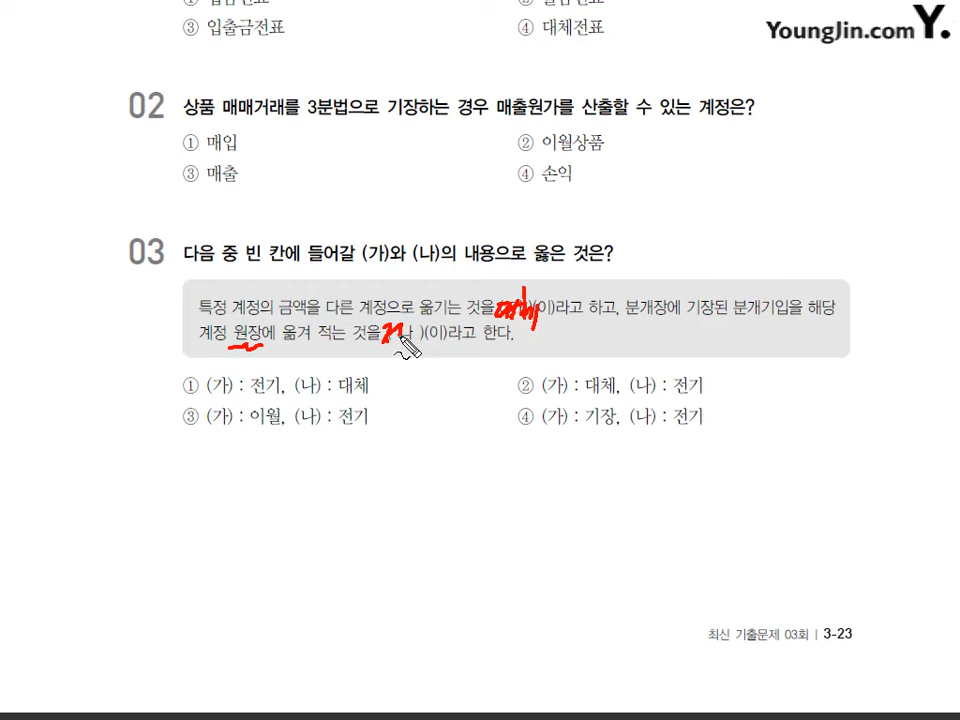 ③ 입출금전표 ④ 대체전표
YoungJin.com Y.
02 상품 매매거래를 3분법으로 기장하는 경우 매출원가를 산출할 수 있는 계정은?
① 매입 ② 이월상품
③ 매출 ④ 손익
03 다음 중 빈 칸에 들어갈 (가)와 (나)의 내용으로 옳은 것은?
특정 계정의 금액을 다른 계정으로 옮기는 것을 대체 )(이)라고 하고, 분개장에 기장된 분개기입을 해당
계정 원장에 옮겨 적는 것을 나 )(이)라고 한다.
① (가) : 전기, (나) : 대체 ② (가) : 대체, (나) : 전기
③ (가) : 이월, (나) : 전기 ④ (가) : 기장, (나) : 전기
최신 기출문제 03회 | 3-23